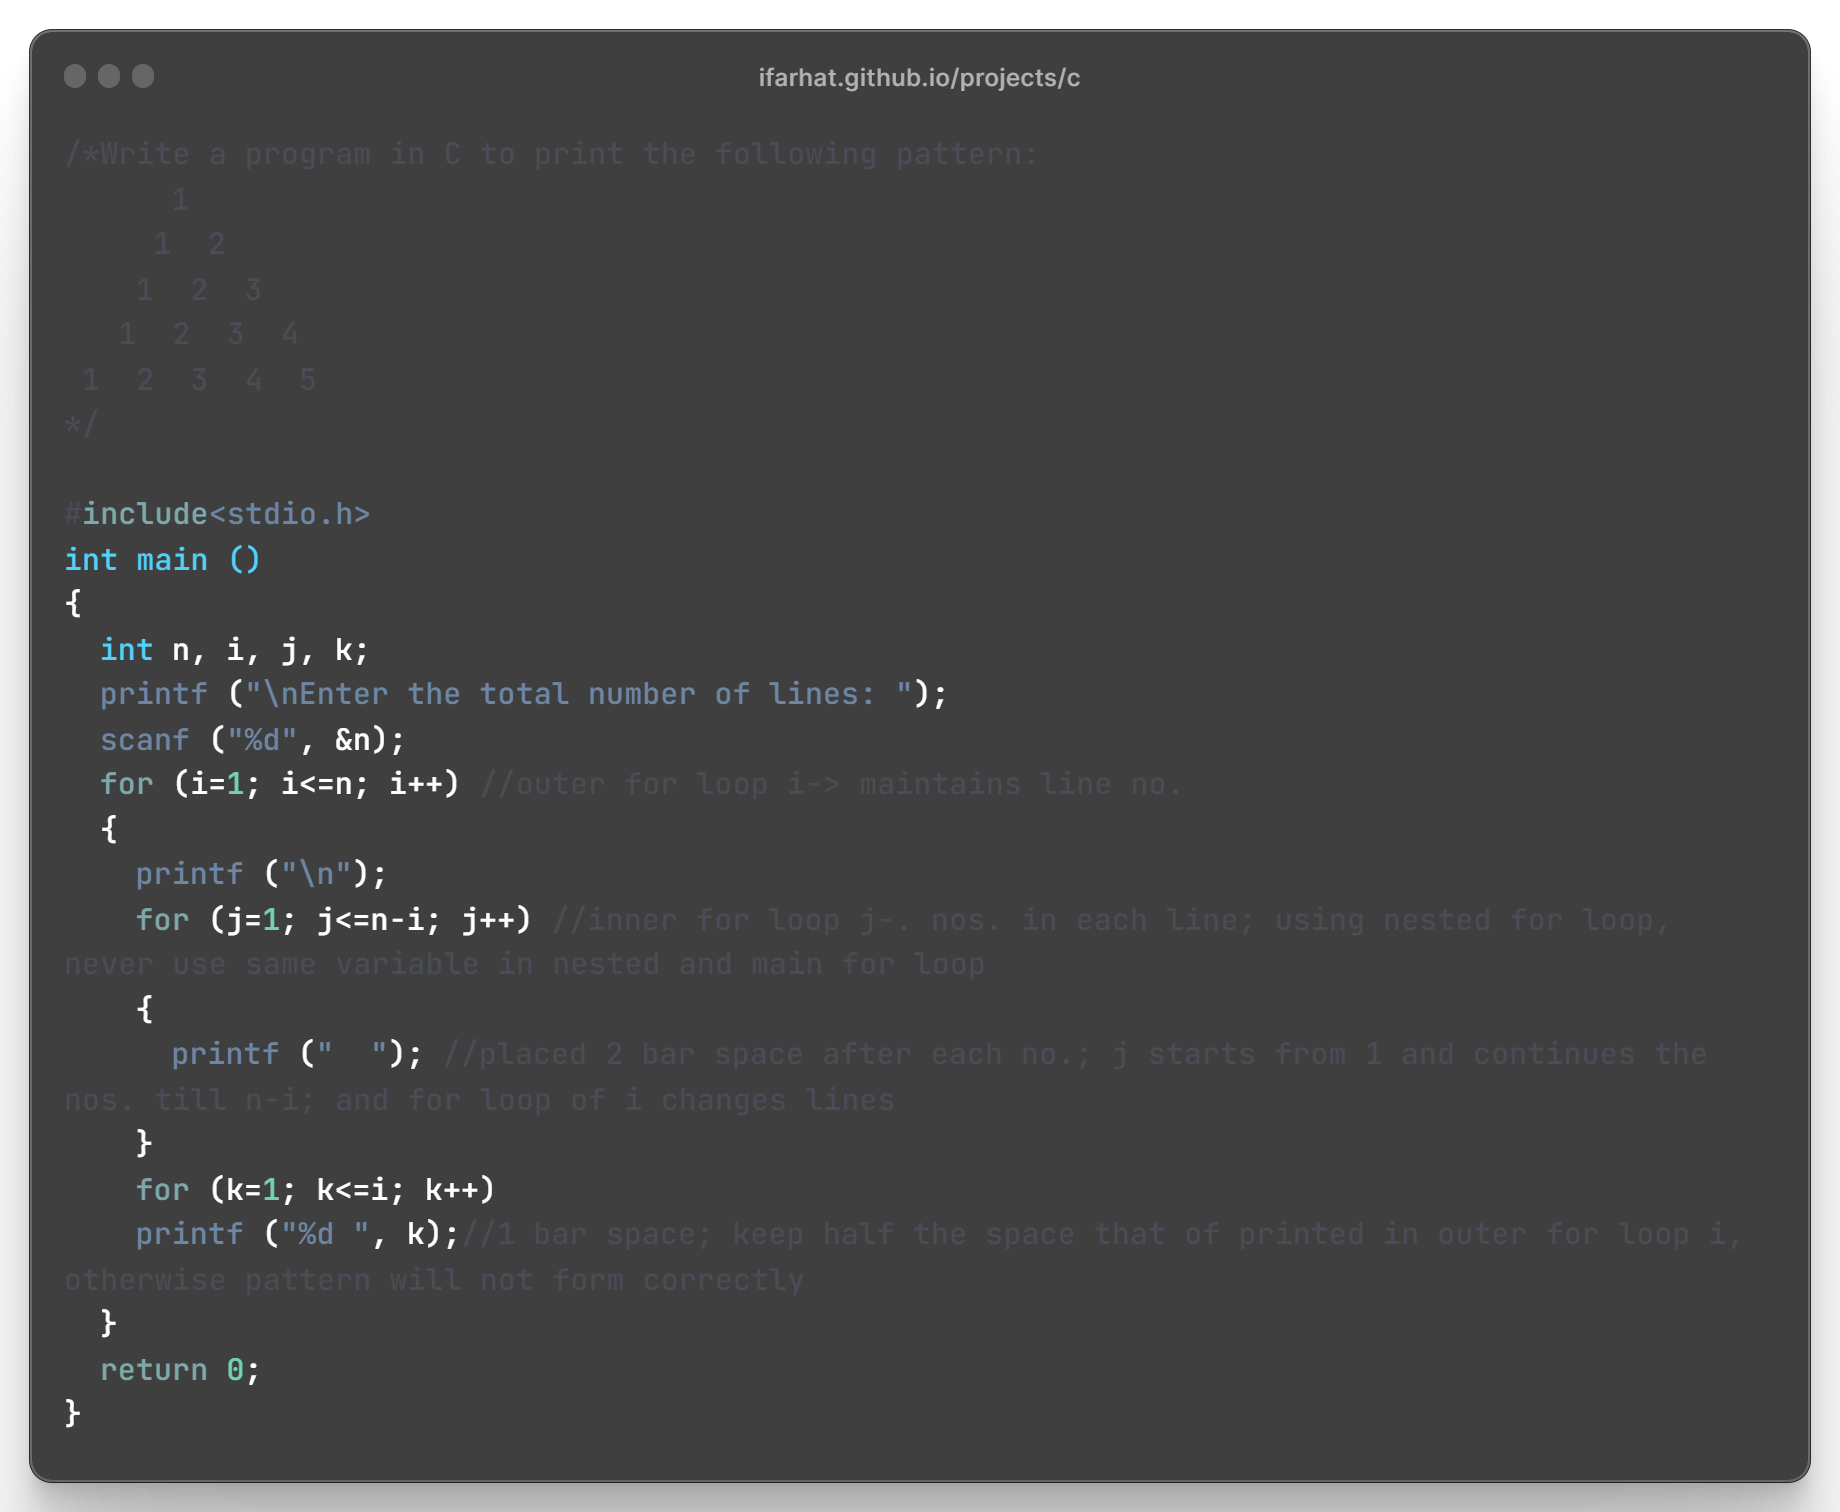 ifarhat.github.io/projects/c
/*Write a program in C to print the following pattern:
      1
     1  2
    1  2  3
   1  2  3  4
 1  2  3  4  5
*/

#include<stdio.h>
int main ()
{
  int n, i, j, k;
  printf ("\nEnter the total number of lines: ");
  scanf ("%d", &n);
  for (i=1; i<=n; i++) //outer for loop i-> maintains line no.
  {
    printf ("\n");
    for (j=1; j<=n-i; j++) //inner for loop j-. nos. in each line; using nested for loop,
never use same variable in nested and main for loop
    {
      printf ("  "); //placed 2 bar space after each no.; j starts from 1 and continues the
nos. till n-i; and for loop of i changes lines
    }
    for (k=1; k<=i; k++)
    printf ("%d ", k);//1 bar space; keep half the space that of printed in outer for loop i,
otherwise pattern will not form correctly
  }
  return 0;
}